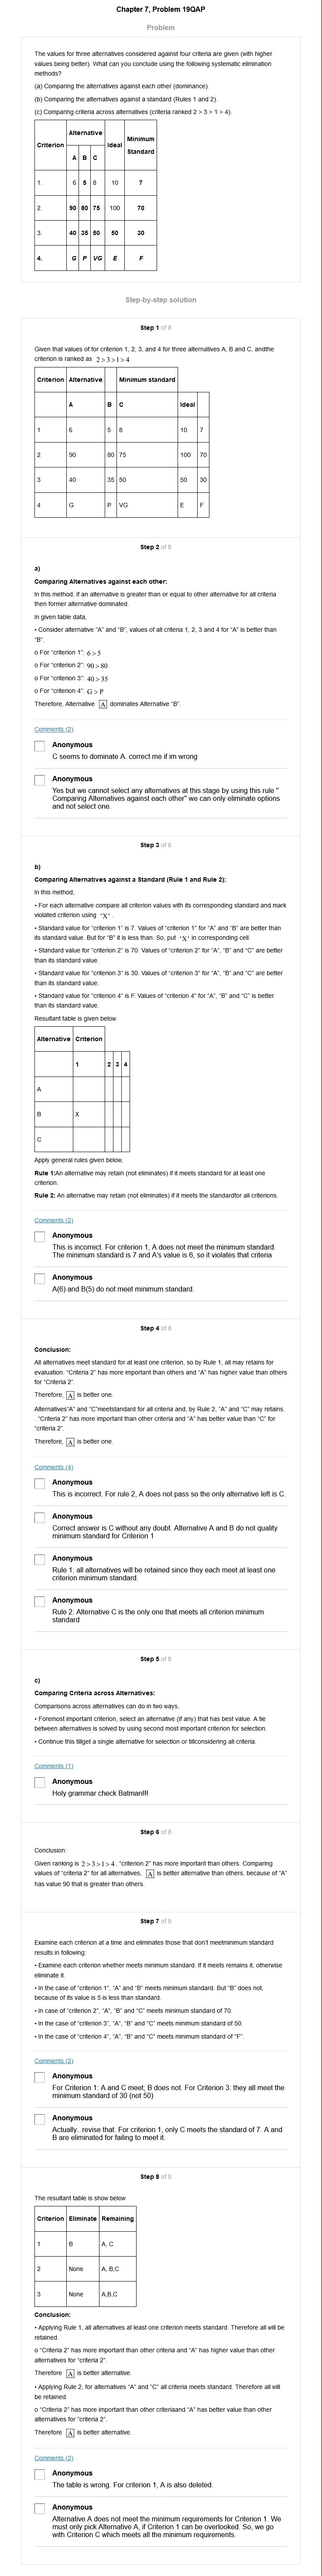 Chapter 7, Problem 19QAP
Problem
The values for three alternatives considered against four criteria are given (with higher
values being better). What can you conclude using the following systematic elimination
methods?
(a) Comparing the alternatives against each other (dominance).
(b) Comparing the alternatives against a standard (Rules 1 and 2).
(c) Comparing criteria across alternatives (criteria ranked 2 > 3 > 1 > 4).
Criterion Alternative Ideal Minimum Standard
A B C
1. 6 5 8 10 7
2. 90 80 75 100 70
3. 40 35 50 50 30
4. G P VG E F
Step-by-step solution
Step 1 of 8
Given that values of for criterion 1, 2, 3, and 4 for three alternatives A, B and C, andthe
criterion is ranked as 2 > 3 > 1 > 4
Criterion Alternative Minimum standard
A B C Ideal
1 6 5 8 10 7
2 90 80 75 100 70
3 40 35 50 50 30
4 G P VG E F
Step 2 of 8
a)
Comparing Alternatives against each other:
In this method, if an alternative is greater than or equal to other alternative for all criteria
then former alternative dominated.
In given table data,
• Consider alternative "A" and "B", values of all criteria 1, 2, 3 and 4 for "A" is better than
"B".
o For "criterion 1": 6 > 5
o For "criterion 2": 90 > 80
o For "criterion 3": 40 > 35
o For "criterion 4": G > P
Therefore, Alternative A dominates Alternative "B".
Comments (2)
Anonymous
C seems to dominate A. correct me if im wrong
Anonymous
Yes but we cannot select any alternatives at this stage by using this rule "
Comparing Alternatives against each other" we can only eliminate options
and not select one.
Step 3 of 8
b)
Comparing Alternatives against a Standard (Rule 1 and Rule 2):
In this method,
• For each alternative compare all criterion values with its corresponding standard and mark
violated criterion using 'X' .
• Standard value for "criterion 1" is 7. Values of "criterion 1" for "A" and "B" are better than
its standard value. But for "B" it is less than. So, put 'X' in corresponding cell.
• Standard value for "criterion 2" is 70. Values of "criterion 2" for "A", "B" and "C" are better
than its standard value.
• Standard value for "criterion 3" is 30. Values of "criterion 3" for "A", "B" and "C" are better
than its standard value.
• Standard value for "criterion 4" is F. Values of "criterion 4" for "A", "B" and "C" is better
than its standard value.
Resultant table is given below.
Alternative Criterion
1 2 3 4
A
B X
C
Apply general rules given below,
Rule 1:An alternative may retain (not eliminates) if it meets standard for at least one
criterion.
Rule 2: An alternative may retain (not eliminates) if it meets the standardfor all criterions.
Comments (2)
Anonymous
This is incorrect. For criterion 1, A does not meet the minimum standard.
The minimum standard is 7 and A's value is 6, so it violates that criteria
Anonymous
A(6) and B(5) do not meet minimum standard.
Step 4 of 8
Conclusion:
All alternatives meet standard for at least one criterion, so by Rule 1, all may retains for
evaluation. "Criteria 2" has more important than others and "A" has higher value than others
for "Criteria 2".
Therefore, A is better one.
Alternatives"A" and "C"meetstandard for all criteria and, by Rule 2, "A" and "C" may retains.
. "Criteria 2" has more important than other criteria and "A" has better value than "C" for
"criteria 2".
Therefore, A is better one.
Comments (4)
Anonymous
This is incorrect. For rule 2, A does not pass so the only alternative left is C.
Anonymous
Correct answer is C without any doubt. Alternative A and B do not quality
minimum standard for Criterion 1
Anonymous
Rule 1: all alternatives will be retained since they each meet at least one
criterion minimum standard.
Anonymous
Rule 2: Alternative C is the only one that meets all criterion minimum
standard
Step 5 of 8
c)
Comparing Criteria across Alternatives:
Comparisons across alternatives can do in two ways,
• Foremost important criterion, select an alternative (if any) that has best value. A tie
between alternatives is solved by using second most important criterion for selection.
• Continue this tillget a single alternative for selection or tillconsidering all criteria.
Comments (1)
Anonymous
Holy grammar check Batman!!!
Step 6 of 8
Conclusion:
Given ranking is 2 > 3 > 1 > 4 . "criterion 2" has more important than others. Comparing
values of "criteria 2" for all alternatives, A is better alternative than others, because of "A"
has value 90 that is greater than others.
Step 7 of 8
Examine each criterion at a time and eliminates those that don't meetminimum standard
results in following:
• Examine each criterion whether meets minimum standard. If it meets remains it, otherwise
eliminate it.
• In the case of "criterion 1", "A" and "B" meets minimum standard. But "B" does not,
because of its value is 5 is less than standard.
• In case of "criterion 2", "A", "B" and "C" meets minimum standard of 70.
• In the case of "criterion 3", "A", "B" and "C" meets minimum standard of 50.
• In the case of "criterion 4", "A", "B" and "C" meets minimum standard of "F".
Comments (2)
Anonymous
For Criterion 1: A and C meet; B does not. For Criterion 3: they all meet the
minimum standard of 30 (not 50)
Anonymous
Actually...revise that. For criterion 1, only C meets the standard of 7. A and
B are eliminated for failing to meet it.
Step 8 of 8
The resultant table is show below
Criterion Eliminate Remaining
1 B A, C
2 None A, B,C
3 None A,B,C
Conclusion:
• Applying Rule 1, all alternatives at least one criterion meets standard. Therefore all will be
retained.
o "Criteria 2" has more important than other criteria and "A" has higher value than other
alternatives for "criteria 2".
Therefore A is better alternative.
• Applying Rule 2, for alternatives "A" and "C" all criteria meets standard. Therefore all will
be retained.
o "Criteria 2" has more important than other criteriaand "A" has better value than other
alternatives for "criteria 2".
Therefore A is better alternative.
Comments (2)
Anonymous
The table is wrong. For criterion 1, A is also deleted.
Anonymous
Alternative A does not meet the minimum requirements for Criterion 1. We
must only pick Alternative A, if Criterion 1 can be overlooked. So, we go
with Criterion C which meets all the minimum requirements.